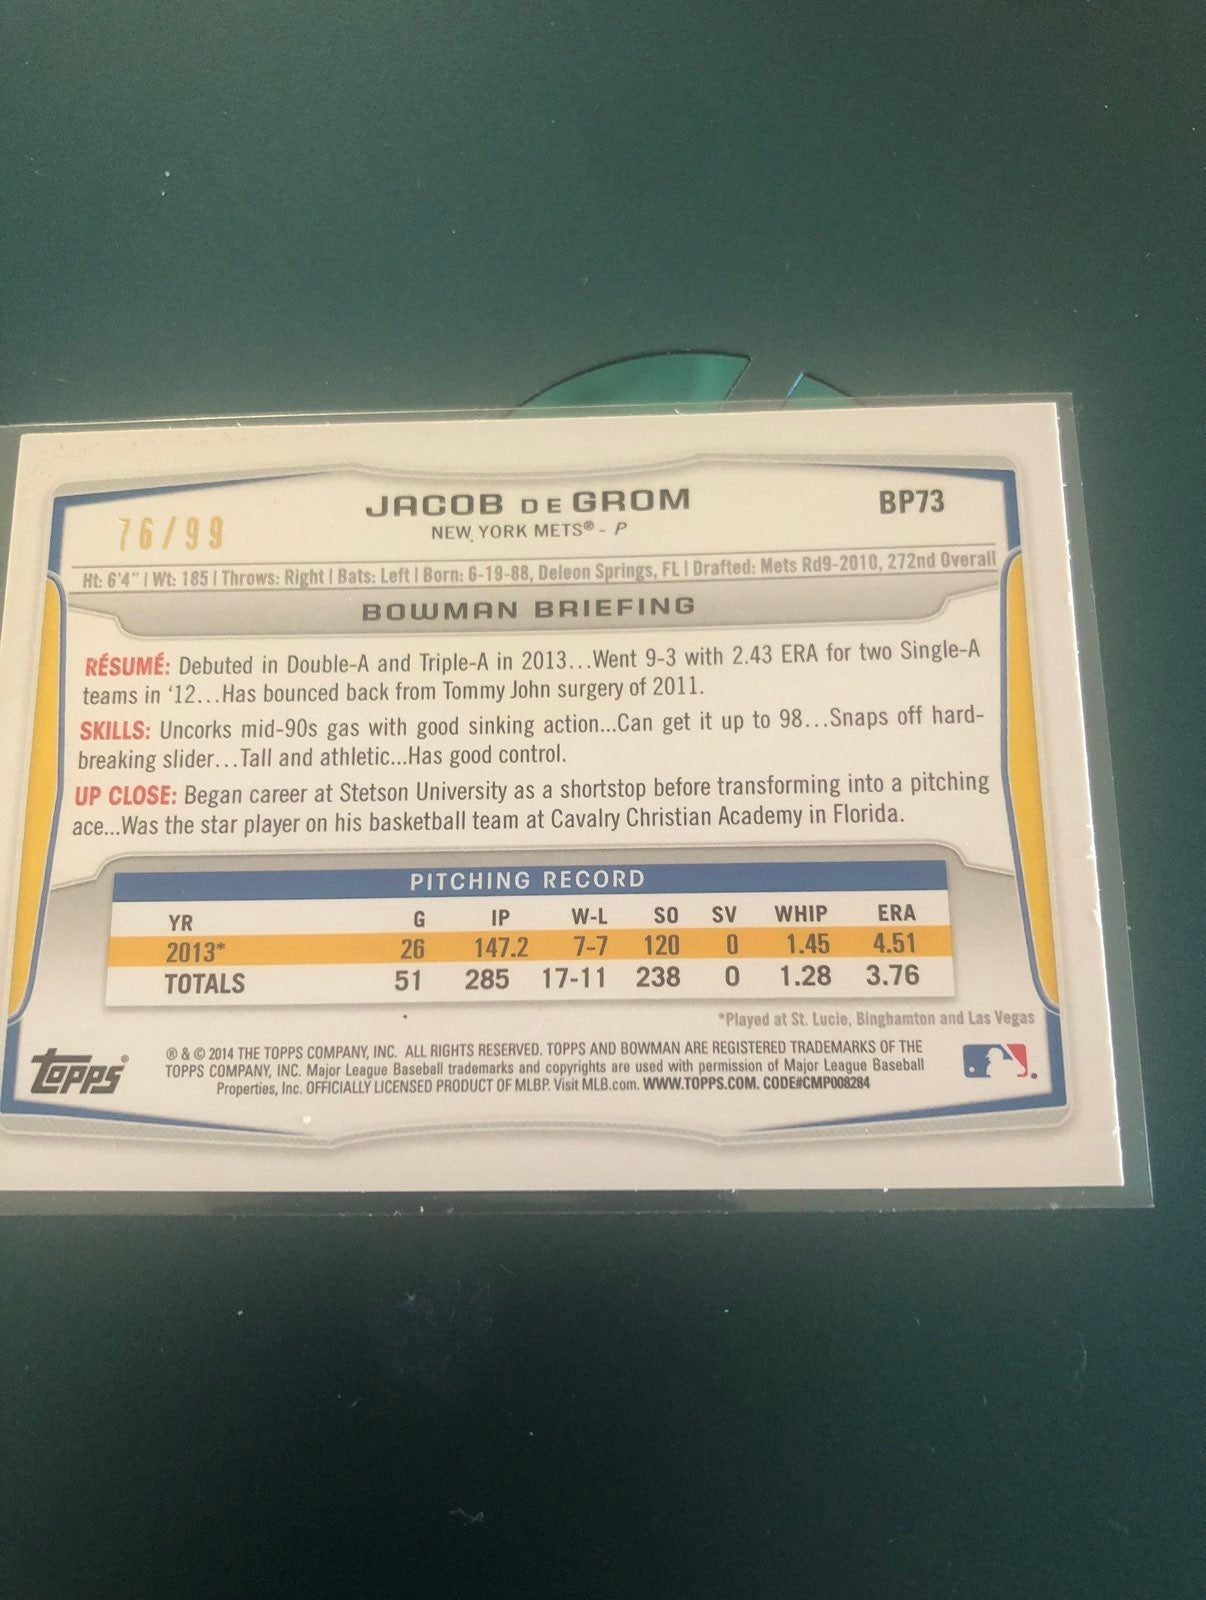 JACOB DE GROM
BP73
76/99
NEW YORK METS® - P
Ht: 6'4" | Wt: 185 | Throws: Right | Bats: Left | Born: 6-19-88, Deleon Springs, FL | Drafted: Mets Rd9-2010, 272nd Overall
BOWMAN BRIEFING
RÉSUMÉ: Debuted in Double-A and Triple-A in 2013...Went 9-3 with 2.43 ERA for two Single-A
teams in '12...Has bounced back from Tommy John surgery of 2011.
SKILLS: Uncorks mid-90s gas with good sinking action...Can get it up to 98...Snaps off hard-
breaking slider...Tall and athletic...Has good control.
UP CLOSE: Began career at Stetson University as a shortstop before transforming into a pitching
ace...Was the star player on his basketball team at Cavalry Christian Academy in Florida.
PITCHING RECORD
YR G IP W-L SO SV WHIP ERA
2013* 26 147.2 7-7 120 0 1.45 4.51
TOTALS 51 285 17-11 238 0 1.28 3.76
*Played at St. Lucie, Binghamton and Las Vegas
TOPPS®
® & © 2014 THE TOPPS COMPANY, INC. ALL RIGHTS RESERVED. TOPPS AND BOWMAN ARE REGISTERED TRADEMARKS OF THE
TOPPS COMPANY, INC. Major League Baseball trademarks and copyrights are used with permission of Major League Baseball
Properties, Inc. OFFICIALLY LICENSED PRODUCT OF MLBP. Visit MLB.com. WWW.TOPPS.COM. CODE#CMP008284